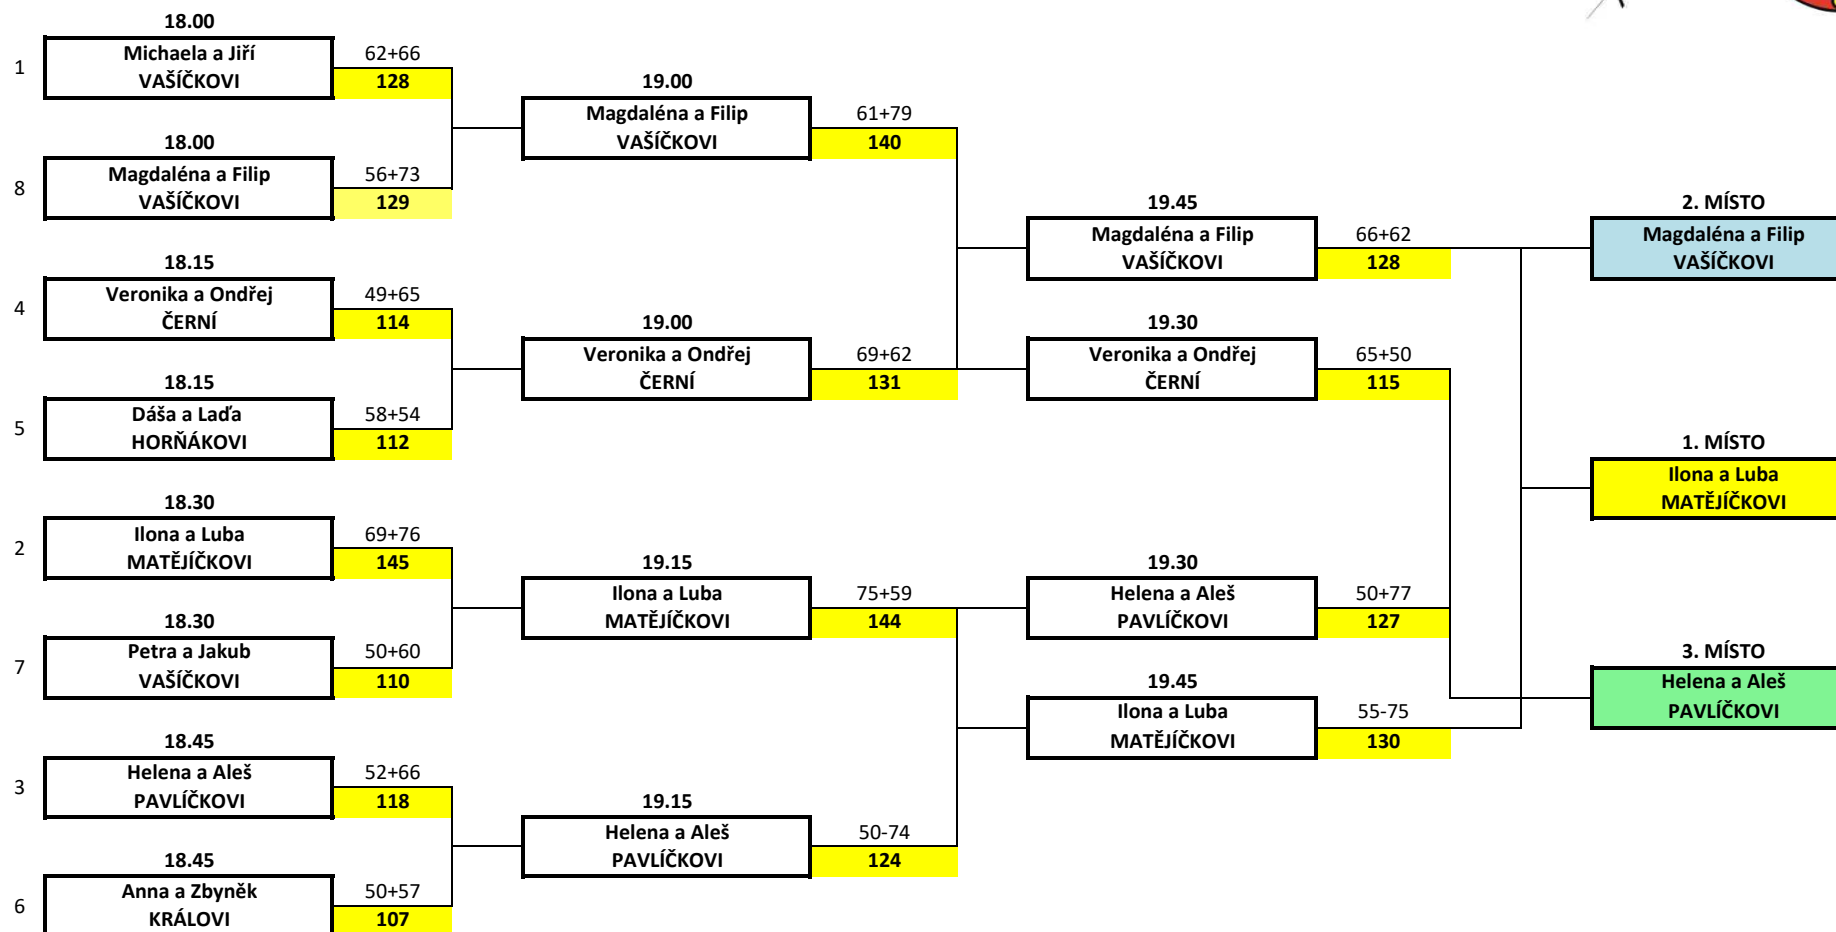 18.00
1
Michaela a Jiří
VAŠÍČKOVI
62+66
128
18.00
8
Magdaléna a Filip
VAŠÍČKOVI
56+73
129
18.15
4
Veronika a Ondřej
ČERNÍ
49+65
114
18.15
5
Dáša a Laďa
HORŇÁKOVI
58+54
112
18.30
2
Ilona a Luba
MATĚJÍČKOVI
69+76
145
18.30
7
Petra a Jakub
VAŠÍČKOVI
50+60
110
18.45
3
Helena a Aleš
PAVLÍČKOVI
52+66
118
18.45
6
Anna a Zbyněk
KRÁLOVI
50+57
107
19.00
Magdaléna a Filip
VAŠÍČKOVI
61+79
140
19.00
Veronika a Ondřej
ČERNÍ
69+62
131
19.15
Ilona a Luba
MATĚJÍČKOVI
75+59
144
19.15
Helena a Aleš
PAVLÍČKOVI
50-74
124
19.45
Magdaléna a Filip
VAŠÍČKOVI
66+62
128
19.30
Veronika a Ondřej
ČERNÍ
65+50
115
19.30
Helena a Aleš
PAVLÍČKOVI
50+77
127
19.45
Ilona a Luba
MATĚJÍČKOVI
55-75
130
2. MÍSTO
Magdaléna a Filip
VAŠÍČKOVI
1. MÍSTO
Ilona a Luba
MATĚJÍČKOVI
3. MÍSTO
Helena a Aleš
PAVLÍČKOVI